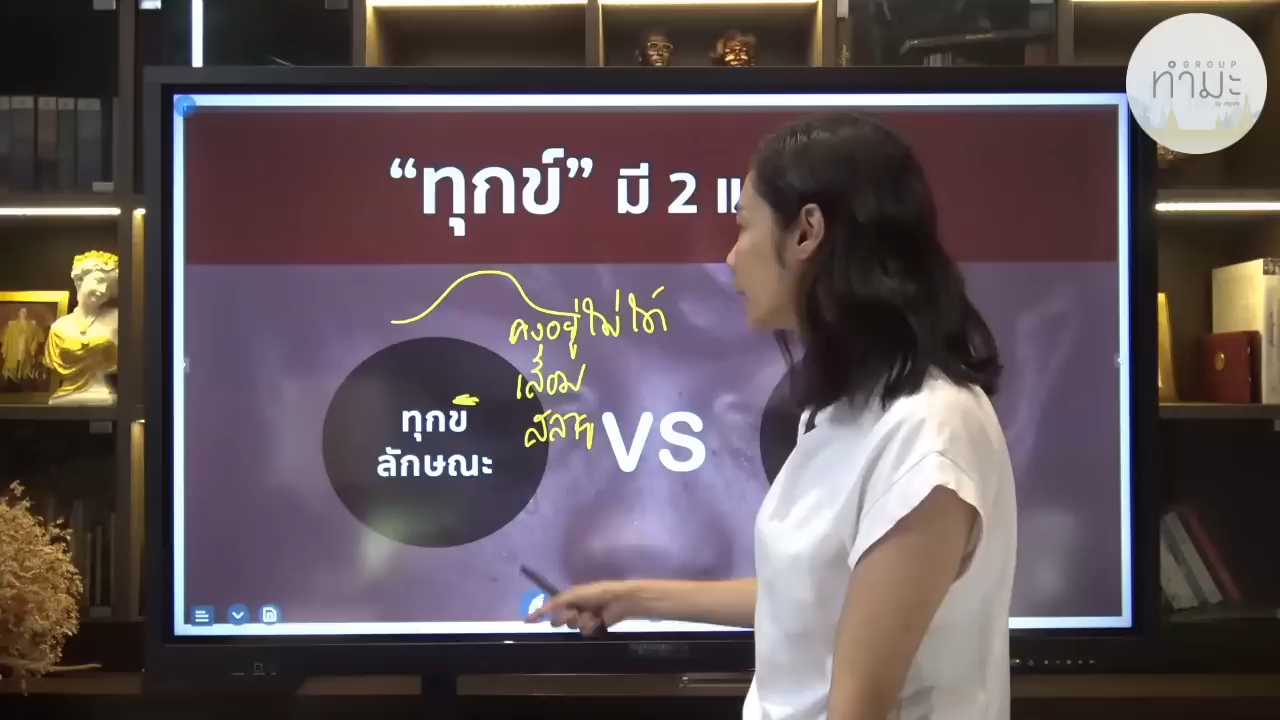 GROUP
ทำมะ
“ทุกข์” มี 2 แ
คงอยู่ ไม่ ได้
เสื่อม
สลาย
ทุกข
ลักษณะ
VS
KING